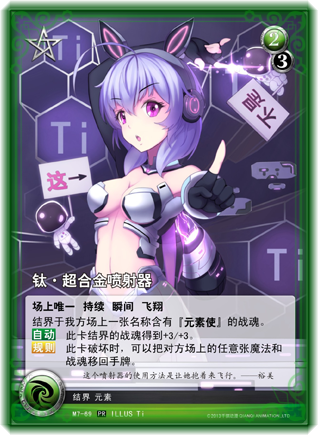 2
3
Ti
Ti
Ti
不是
这→
钛·超合金喷射器
场上唯一 持续 瞬间 飞翔
结界于我方场上一张名称含有『元素使』的战魂。
自动 此卡结界的战魂得到+3/+3。
规则 此卡破坏时，可以把对方场上的任意张魔法和
战魂移回手牌。
这个喷射器的使用方法是让她抱着来飞行。——裕美
结界 元素
M7-66 PR ILLUS Ti